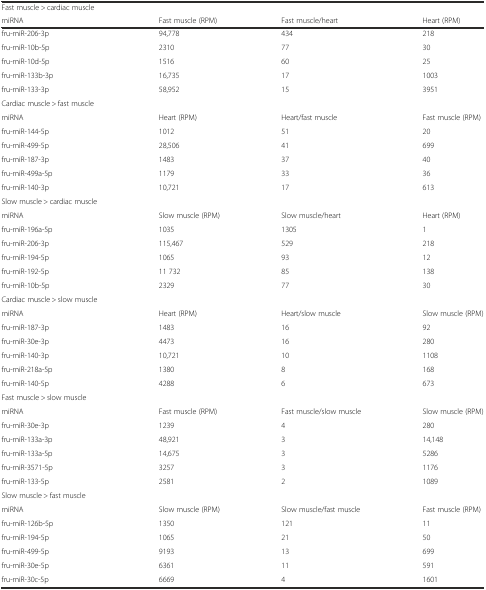 Fast muscle > cardiac muscle
miRNA Fast muscle (RPM) Fast muscle/heart Heart (RPM)
fru-miR-206-3p 94,778 434 218
fru-miR-10b-5p 2310 77 30
fru-miR-10d-5p 1516 60 25
fru-miR-133b-3p 16,735 17 1003
fru-miR-133-3p 58,952 15 3951
Cardiac muscle > fast muscle
miRNA Heart (RPM) Heart/fast muscle Fast muscle (RPM)
fru-miR-144-5p 1012 51 20
fru-miR-499-5p 28,506 41 699
fru-miR-187-3p 1483 37 40
fru-miR-499a-5p 1179 33 36
fru-miR-140-3p 10,721 17 613
Slow muscle > cardiac muscle
miRNA Slow muscle (RPM) Slow muscle/heart Heart (RPM)
fru-miR-196a-5p 1035 1305 1
fru-miR-206-3p 115,467 529 218
fru-miR-194-5p 1065 93 12
fru-miR-192-5p 11 732 85 138
fru-miR-10b-5p 2329 77 30
Cardiac muscle > slow muscle
miRNA Heart (RPM) Heart/slow muscle Slow muscle (RPM)
fru-miR-187-3p 1483 16 92
fru-miR-30e-3p 4473 16 280
fru-miR-140-3p 10,721 10 1108
fru-miR-218a-5p 1380 8 168
fru-miR-140-5p 4288 6 673
Fast muscle > slow muscle
miRNA Fast muscle (RPM) Fast muscle/slow muscle Slow muscle (RPM)
fru-miR-30e-3p 1239 4 280
fru-miR-133a-3p 48,921 3 14,148
fru-miR-133a-5p 14,675 3 5286
fru-miR-3571-5p 3257 3 1176
fru-miR-133-5p 2581 2 1089
Slow muscle > fast muscle
miRNA Slow muscle (RPM) Slow muscle/fast muscle Fast muscle (RPM)
fru-miR-126b-5p 1350 121 11
fru-miR-194-5p 1065 21 50
fru-miR-499-5p 9193 13 699
fru-miR-30e-5p 6361 11 591
fru-miR-30c-5p 6669 4 1601